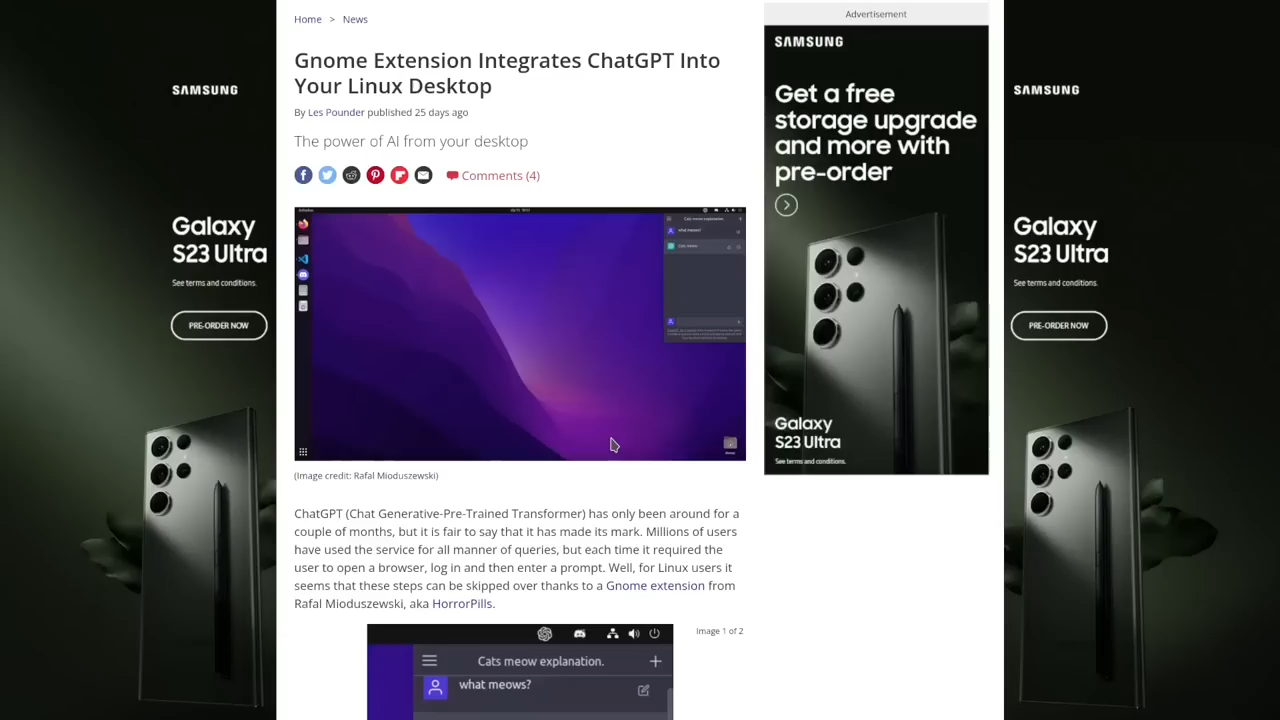 Home > News
Gnome Extension Integrates ChatGPT Into
Your Linux Desktop
By Les Pounder published 25 days ago
The power of AI from your desktop
Comments (4)
Cats meow explanation.
what meows?
Cats meow.
(Image credit: Rafal Mioduszewski)
ChatGPT (Chat Generative-Pre-Trained Transformer) has only been around for a
couple of months, but it is fair to say that it has made its mark. Millions of users
have used the service for all manner of queries, but each time it required the
user to open a browser, log in and then enter a prompt. Well, for Linux users it
seems that these steps can be skipped over thanks to a Gnome extension from
Rafal Mioduszewski, aka HorrorPills.
Image 1 of 2
Cats meow explanation.
what meows?
Advertisement
SAMSUNG
Get a free
storage upgrade
and more with
pre-order
Galaxy
S23 Ultra
See terms and conditions.
SAMSUNG
Galaxy
S23 Ultra
See terms and conditions.
PRE-ORDER NOW
SAMSUNG
Galaxy
S23 Ultra
See terms and conditions.
PRE-ORDER NOW